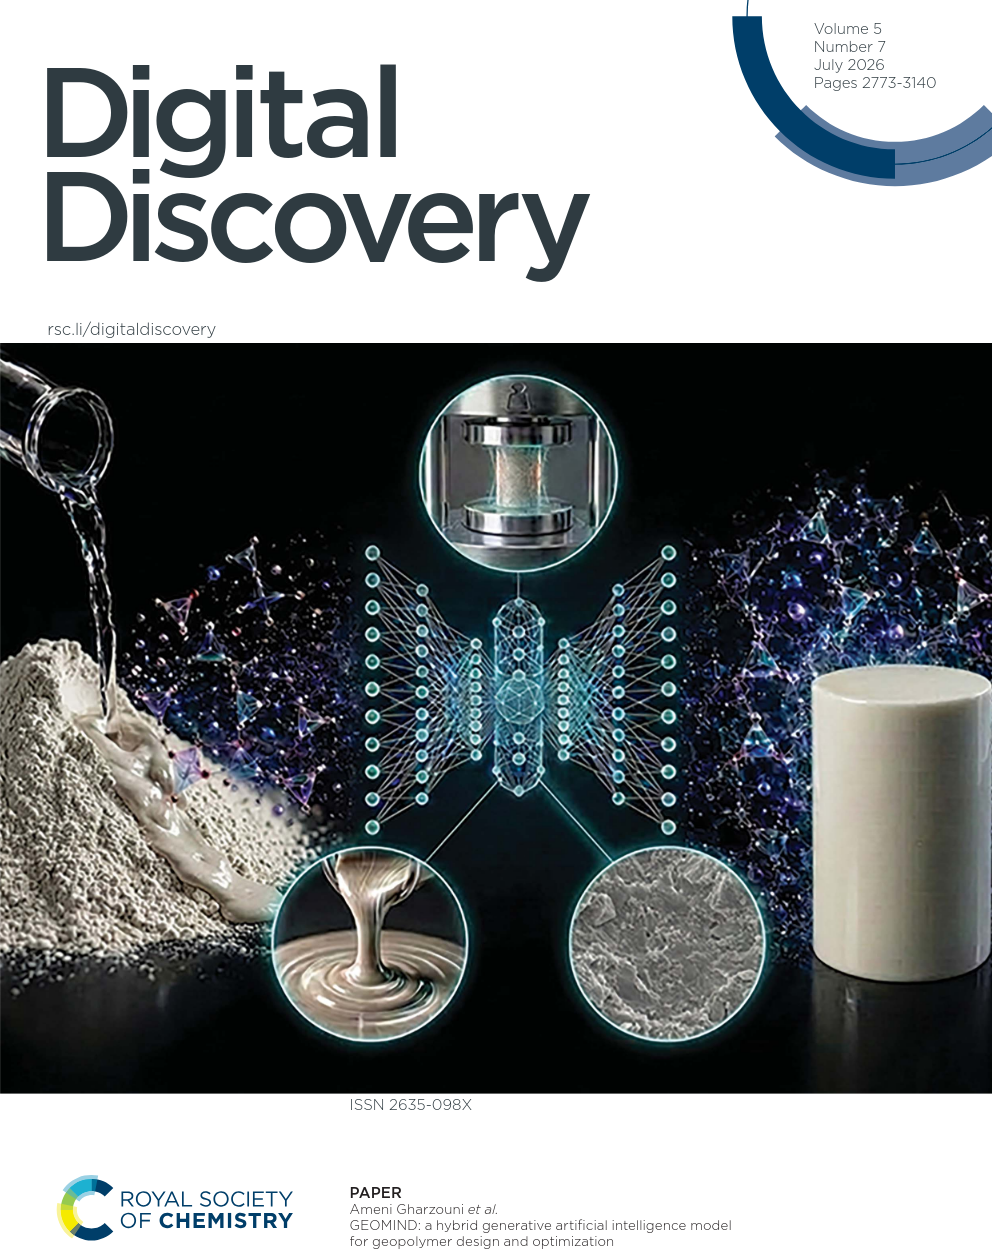 Volume 5
Number 7
July 2026
Pages 2773-3140
Digital
Discovery
rsc.li/digitaldiscovery
ISSN 2635-098X
ROYAL SOCIETY
OF CHEMISTRY
PAPER
Ameni Gharzouni et al.
GEOMIND: a hybrid generative artificial intelligence model
for geopolymer design and optimization